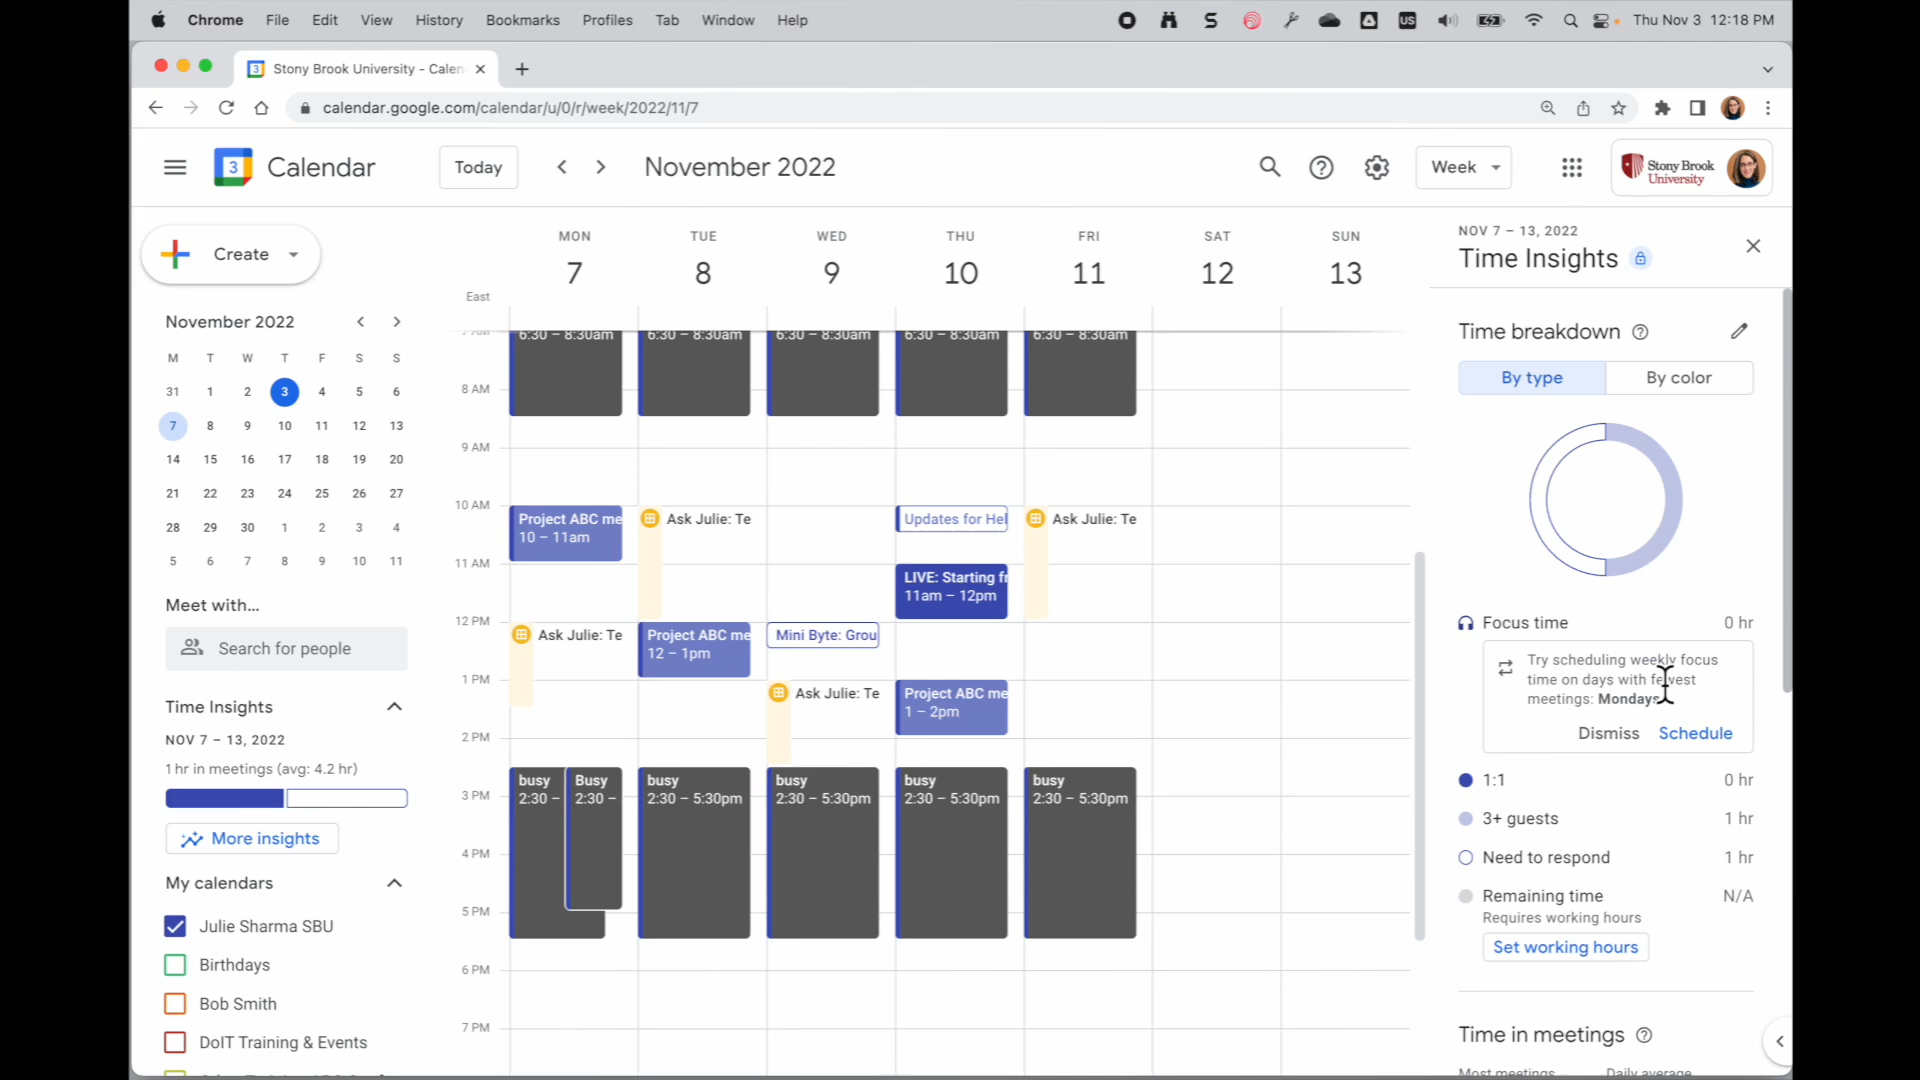 Chrome File Edit View History Bookmarks Profiles Tab Window Help
US
Thu Nov 3 12:18 PM
3 Stony Brook University - Calen
calendar.google.com/calendar/u/0/r/week/2022/11/7
3 Calendar
Today
November 2022
Week
Stony Brook
University
Create
November 2022
M T W T F S S
31 1 2 3 4 5 6
7 8 9 10 11 12 13
14 15 16 17 18 19 20
21 22 23 24 25 26 27
28 29 30 1 2 3 4
5 6 7 8 9 10 11
Meet with...
Search for people
Time Insights
NOV 7 – 13, 2022
1 hr in meetings (avg: 4.2 hr)
More insights
My calendars
Julie Sharma SBU
Birthdays
Bob Smith
DoIT Training & Events
MON TUE WED THU FRI SAT SUN
7 8 9 10 11 12 13
East
6:30 – 8:30am 6:30 – 8:30am 6:30 – 8:30am 6:30 – 8:30am 6:30 – 8:30am
8 AM
9 AM
10 AM
Project ABC me
10 – 11am
Ask Julie: Te
Updates for Hel
Ask Julie: Te
11 AM
LIVE: Starting fr
11am – 12pm
12 PM
Ask Julie: Te
Project ABC me
12 – 1pm
Mini Byte: Grou
1 PM
Ask Julie: Te
Project ABC me
1 – 2pm
2 PM
busy
2:30 –
Busy
2:30 –
busy
2:30 – 5:30pm
busy
2:30 – 5:30pm
busy
2:30 – 5:30pm
busy
2:30 – 5:30pm
3 PM
4 PM
5 PM
6 PM
7 PM
NOV 7 – 13, 2022
Time Insights
Time breakdown
By type By color
Focus time 0 hr
Try scheduling weekly focus
time on days with fewest
meetings: Mondays
Dismiss Schedule
1:1 0 hr
3+ guests 1 hr
Need to respond 1 hr
Remaining time N/A
Requires working hours
Set working hours
Time in meetings
Most meetings Daily average